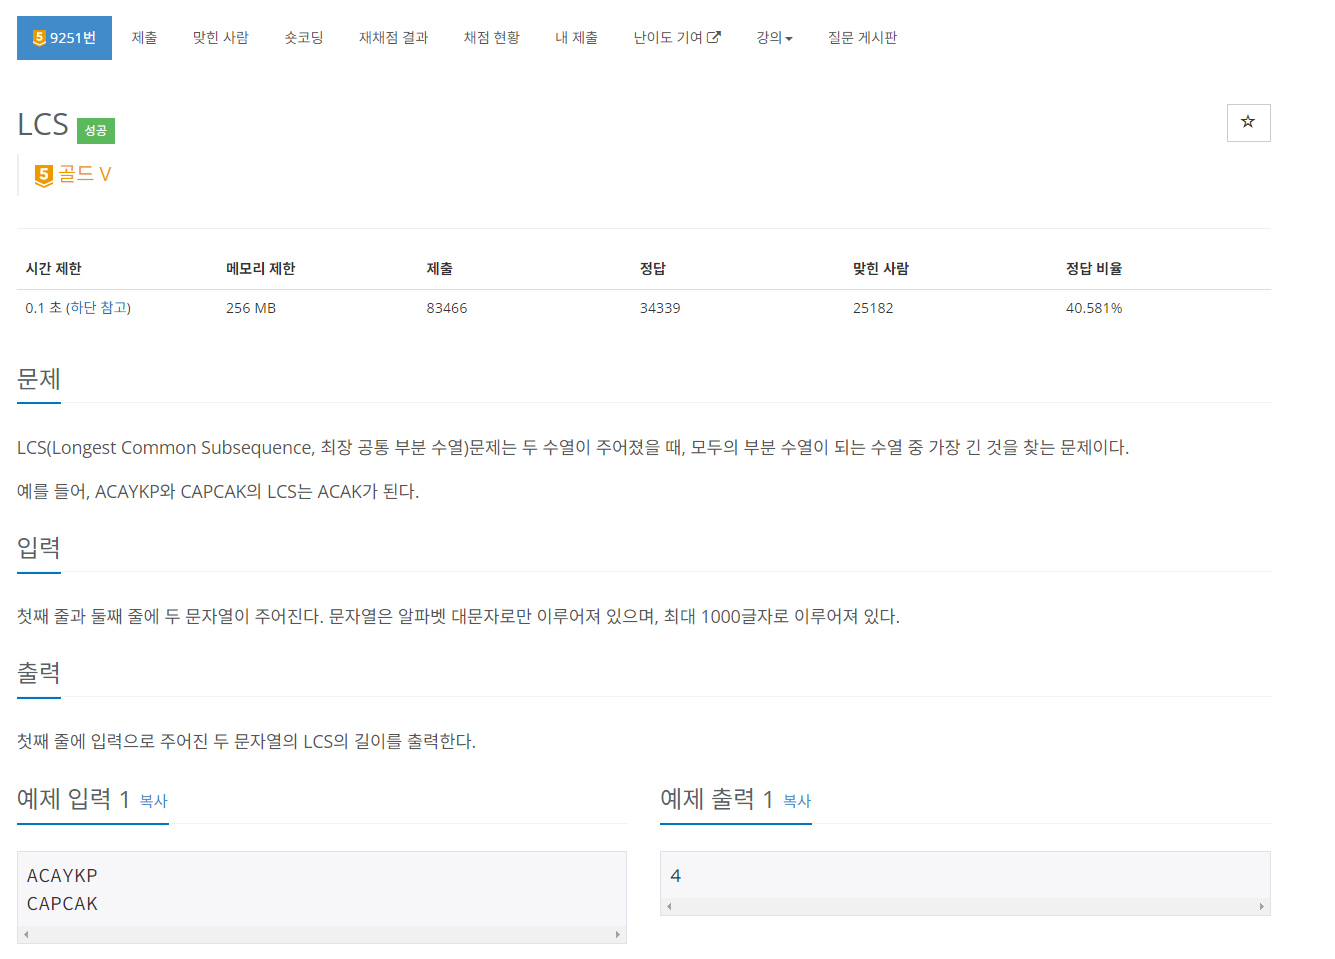 5 9251번 제출 맞힌 사람 숏코딩 재채점 결과 채점 현황 내 제출 난이도 기여 강의 질문 게시판
LCS 성공
5 골드 V
시간 제한 메모리 제한 제출 정답 맞힌 사람 정답 비율
0.1 초 (하단 참고) 256 MB 83466 34339 25182 40.581%
문제
LCS(Longest Common Subsequence, 최장 공통 부분 수열)문제는 두 수열이 주어졌을 때, 모두의 부분 수열이 되는 수열 중 가장 긴 것을 찾는 문제이다.
예를 들어, ACAYKP와 CAPCAK의 LCS는 ACAK가 된다.
입력
첫째 줄과 둘째 줄에 두 문자열이 주어진다. 문자열은 알파벳 대문자로만 이루어져 있으며, 최대 1000글자로 이루어져 있다.
출력
첫째 줄에 입력으로 주어진 두 문자열의 LCS의 길이를 출력한다.
예제 입력 1 복사
ACAYKP
CAPCAK
예제 출력 1 복사
4